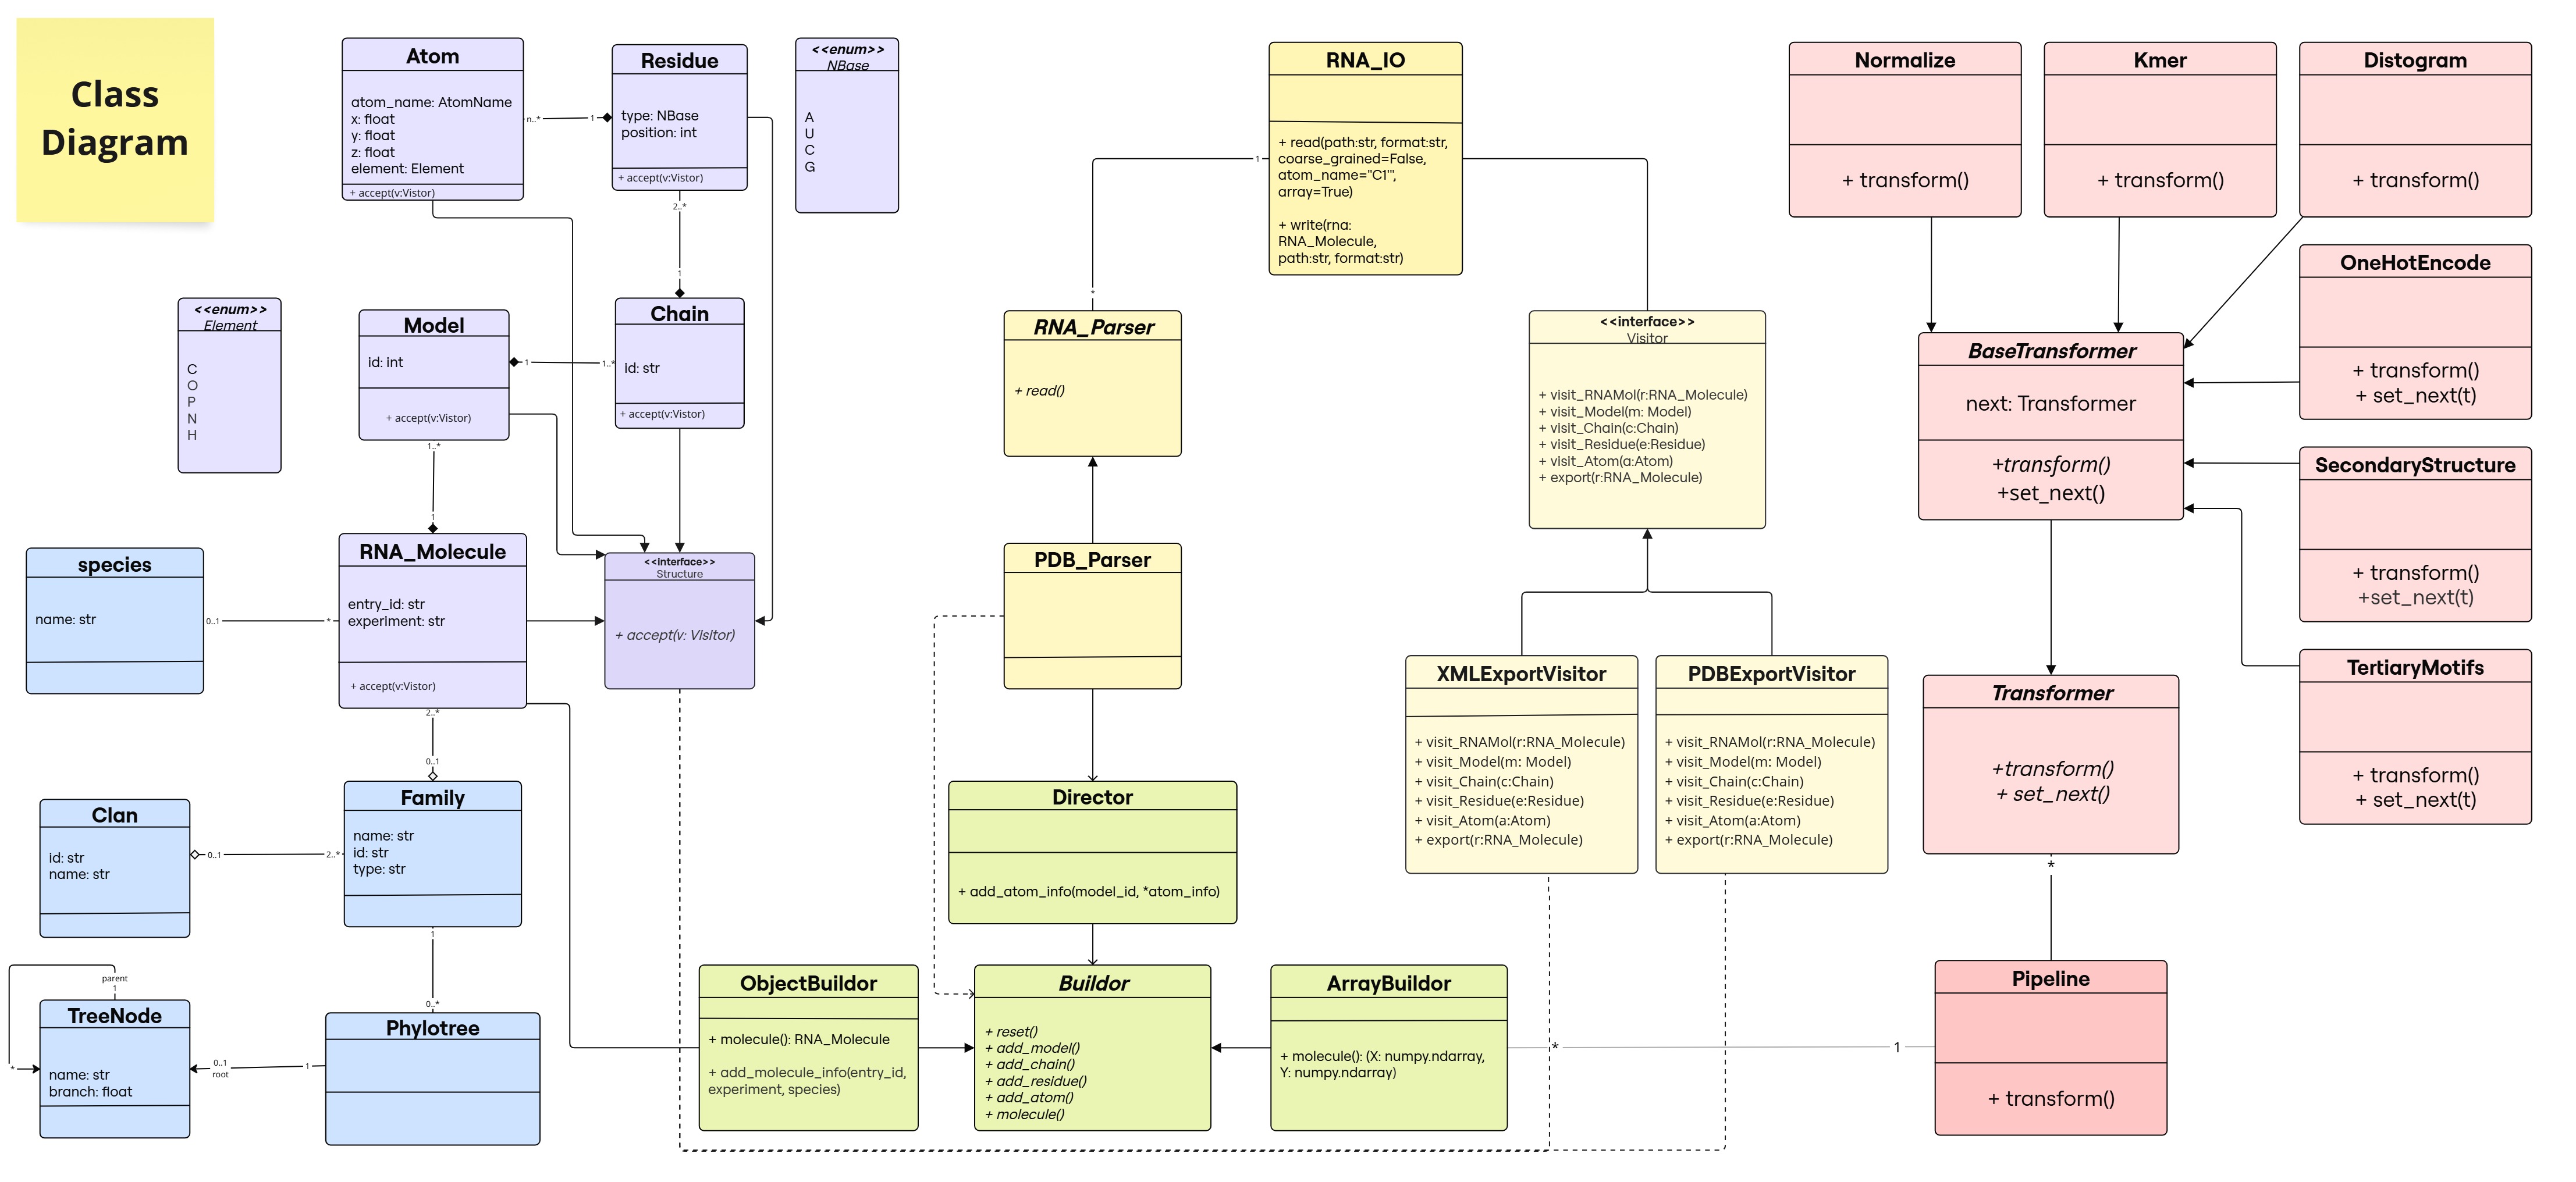 Class
Diagram
Atom
atom_name: AtomName
x: float
y: float
z: float
element: Element
+ accept(v:Vistor)
n..*
1
Residue
type: NBase
position: int
+ accept(v:Vistor)
2..*
1
<<enum>>
NBase
A
U
C
G
<<enum>>
Element
C
O
P
N
H
Model
id: int
+ accept(v:Vistor)
1
1..*
1..*
1
Chain
id: str
+ accept(v:Vistor)
species
name: str
0..1
*
RNA_Molecule
entry_id: str
experiment: str
+ accept(v:Vistor)
2..*
0..1
<<Interface>>
Structure
+ accept(v: Visitor)
Clan
id: str
name: str
0..1
2..*
Family
name: str
id: str
type: str
1
0..*
parent
1
TreeNode
name: str
branch: float
*
0..1
root
1
Phylotree
RNA_IO
+ read(path:str, format:str,
coarse_grained=False,
atom_name="C1'",
array=True)
+ write(rna:
RNA_Molecule,
path:str, format:str)
1
*
RNA_Parser
+ read()
PDB_Parser
Director
+ add_atom_info(model_id, *atom_info)
ObjectBuildor
+ molecule(): RNA_Molecule
+ add_molecule_info(entry_id,
experiment, species)
Buildor
+ reset()
+ add_model()
+ add_chain()
+ add_residue()
+ add_atom()
+ molecule()
ArrayBuildor
+ molecule(): (X: numpy.ndarray,
Y: numpy.ndarray)
*
1
<<interface>>
Visitor
+ visit_RNAMol(r:RNA_Molecule)
+ visit_Model(m: Model)
+ visit_Chain(c:Chain)
+ visit_Residue(e:Residue)
+ visit_Atom(a:Atom)
+ export(r:RNA_Molecule)
XMLExportVisitor
+ visit_RNAMol(r:RNA_Molecule)
+ visit_Model(m: Model)
+ visit_Chain(c:Chain)
+ visit_Residue(e:Residue)
+ visit_Atom(a:Atom)
+ export(r:RNA_Molecule)
PDBExportVisitor
+ visit_RNAMol(r:RNA_Molecule)
+ visit_Model(m: Model)
+ visit_Chain(c:Chain)
+ visit_Residue(e:Residue)
+ visit_Atom(a:Atom)
+ export(r:RNA_Molecule)
Normalize
+ transform()
Kmer
+ transform()
Distogram
+ transform()
OneHotEncode
+ transform()
+ set_next(t)
BaseTransformer
next: Transformer
+transform()
+set_next()
SecondaryStructure
+ transform()
+set_next(t)
TertiaryMotifs
+ transform()
+ set_next(t)
Transformer
+transform()
+ set_next()
*
Pipeline
+ transform()